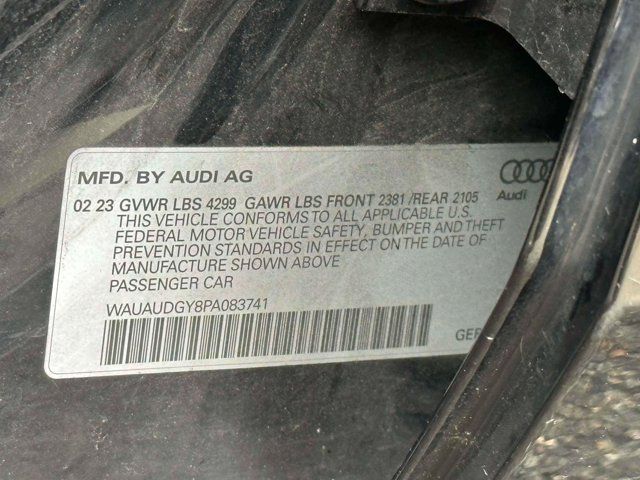 MFD. BY AUDI AG
Audi
02 23 GVWR LBS 4299 GAWR LBS FRONT 2381 /REAR 2105
THIS VEHICLE CONFORMS TO ALL APPLICABLE U.S.
FEDERAL MOTOR VEHICLE SAFETY, BUMPER AND THEFT
PREVENTION STANDARDS IN EFFECT ON THE DATE OF
MANUFACTURE SHOWN ABOVE
PASSENGER CAR
WAUAUDGY8PA083741
GER